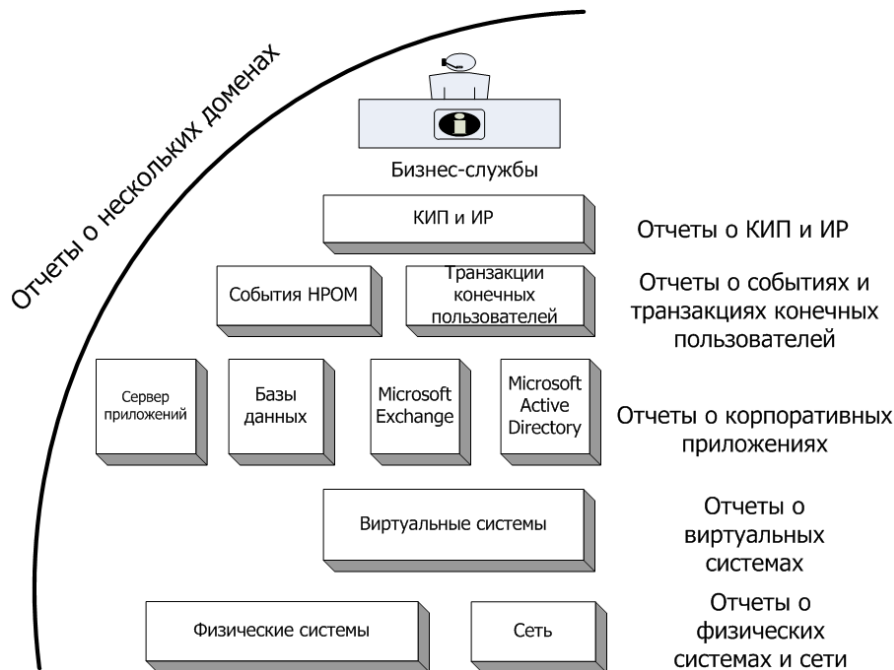 Отчеты о нескольких доменах
Бизнес-службы
КИП и ИР
Отчеты о КИП и ИР
События HPOM
Транзакции
конечных
пользователей
Отчеты о событиях и
транзакциях конечных
пользователей
Сервер
приложений
Базы
данных
Microsoft
Exchange
Microsoft
Active
Directory
Отчеты о корпоративных
приложениях
Виртуальные системы
Отчеты о
виртуальных
системах
Физические системы
Сеть
Отчеты о
физических
системах и сети